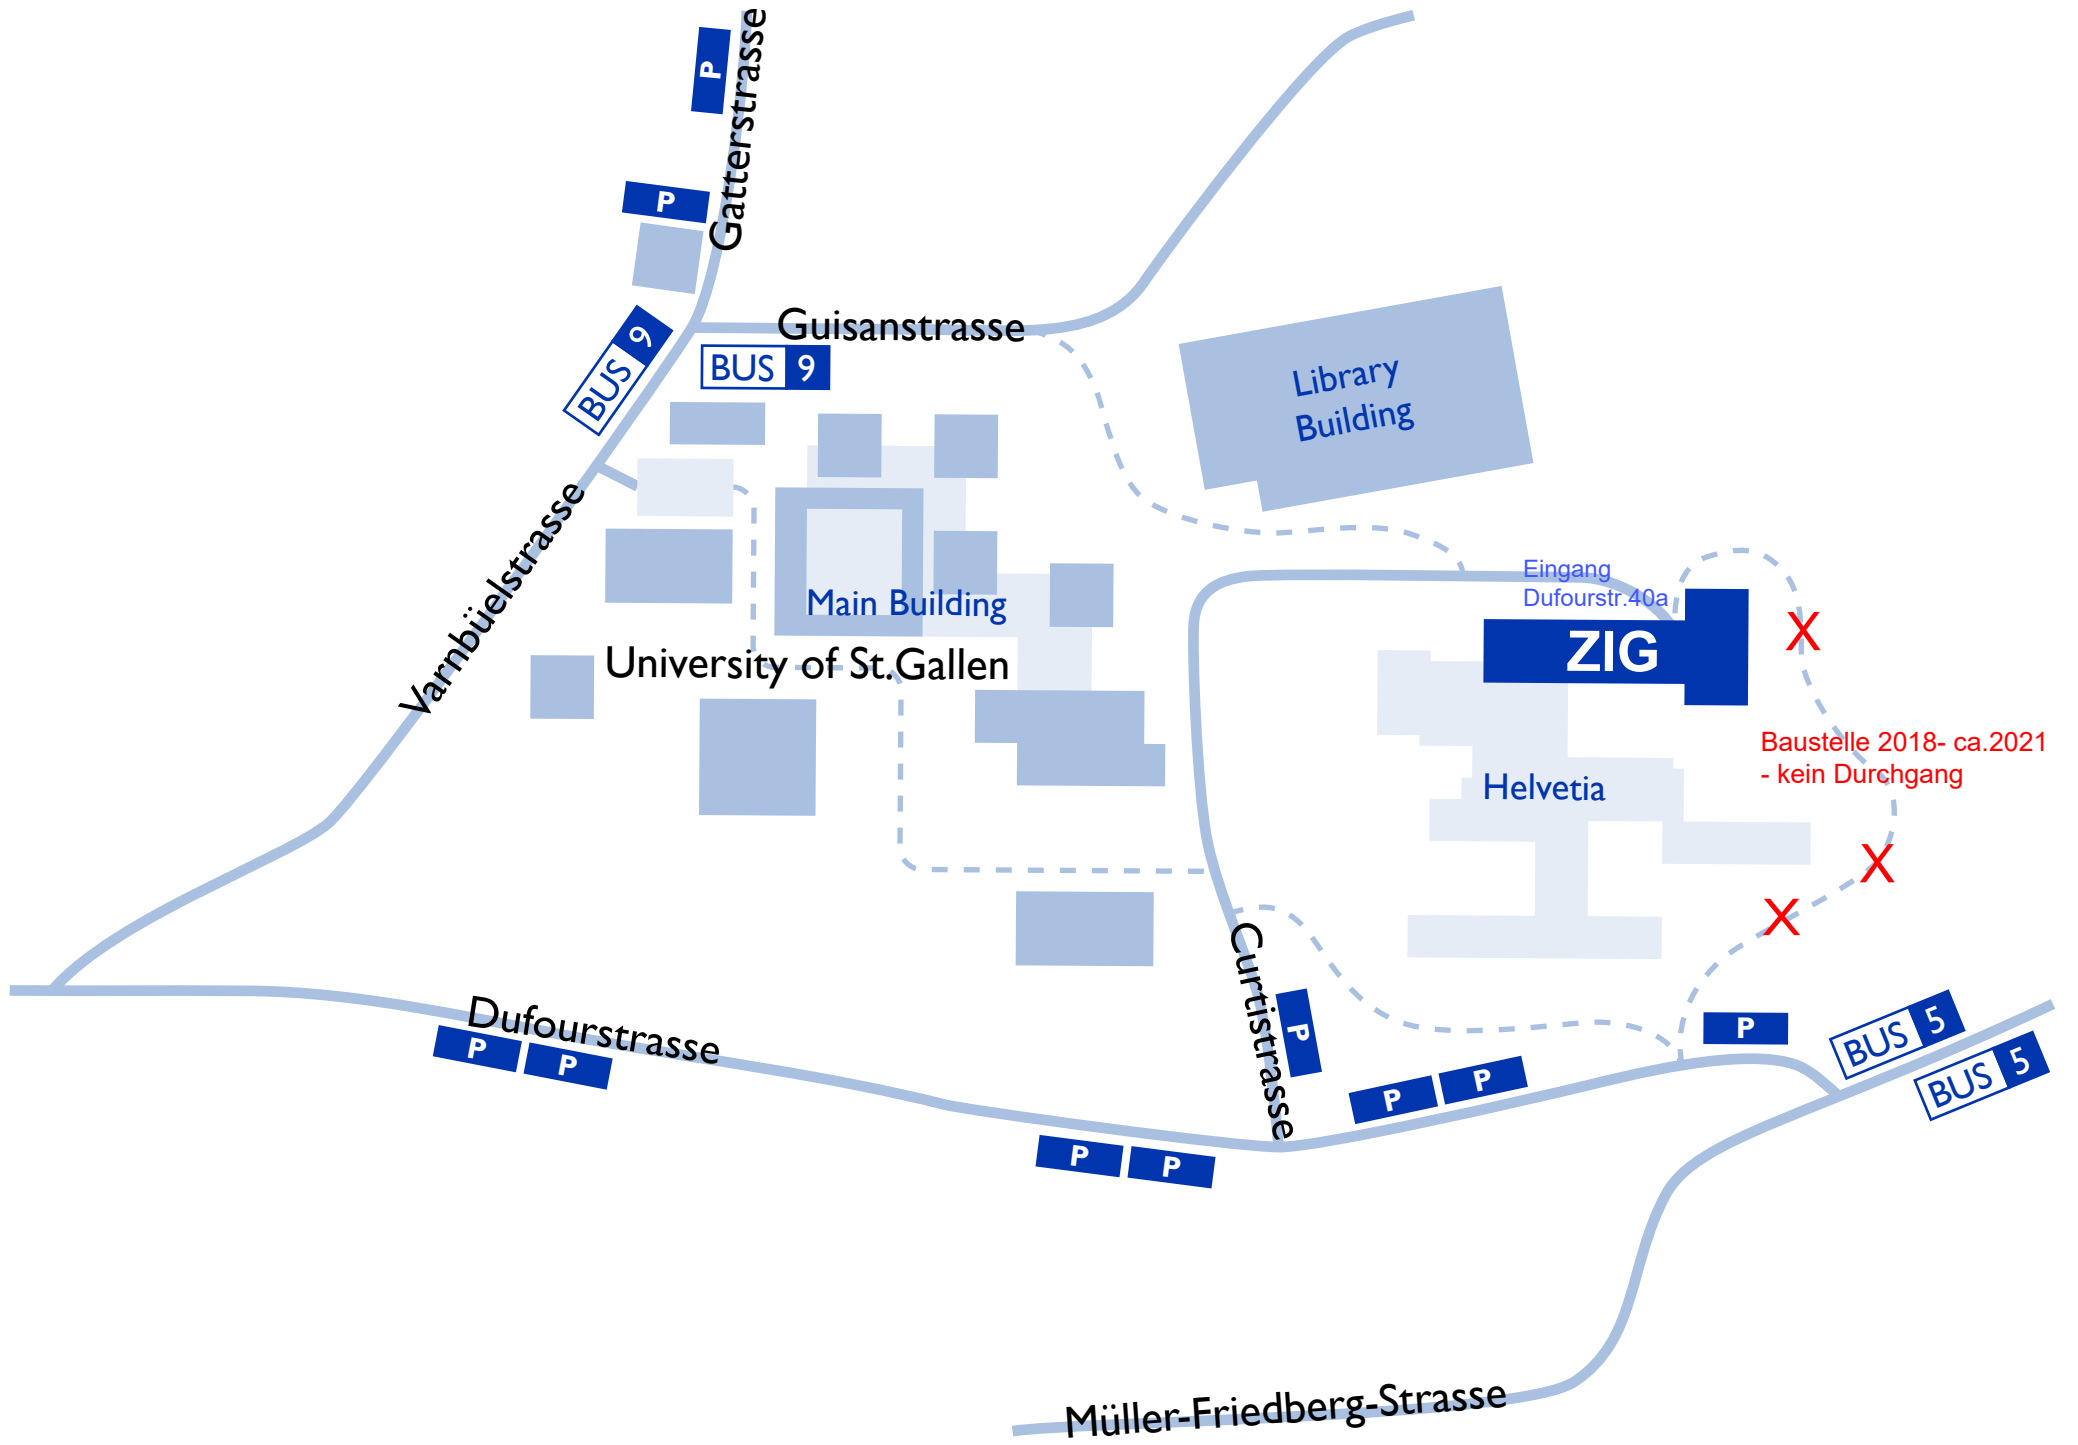 P
Gatterstrasse
P
Guisanstrasse
BUS 9
BUS 9
Library
Building
Varnbüelstrasse
Eingang
Dufourstr.40a
Main Building
ZIG
X
University of St.Gallen
Baustelle 2018- ca.2021
- kein Durchgang
Helvetia
X
X
Curtistrasse
P
Dufourstrasse
P
P
P
P
P
BUS 5
BUS 5
P
P
Müller-Friedberg-Strasse